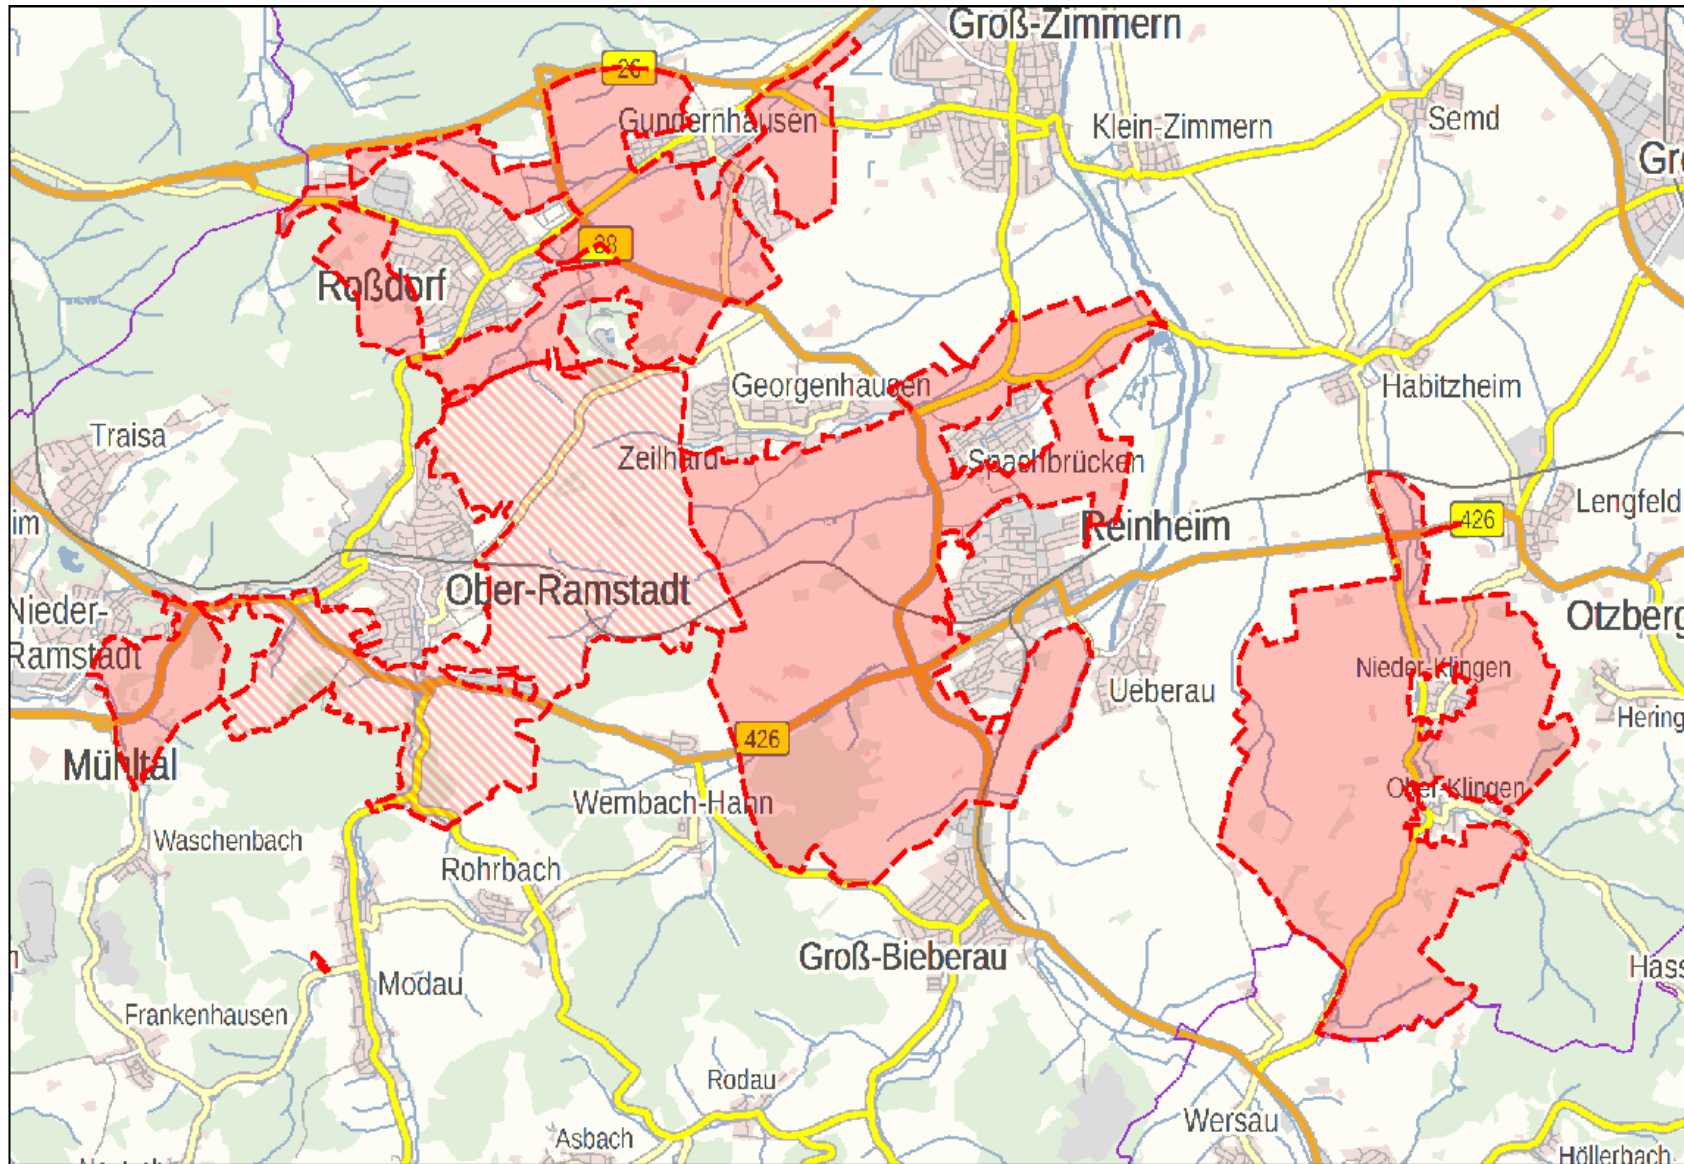 Groß-Zimmern
26
Gundernhausen
Klein-Zimmern
Semd
Gr
38
Roßdorf
Georgenhausen
Habitzheim
Traisa
Zeilhard
Spachbrücken
Lengfeld
im
Reinheim
426
Ober-Ramstadt
Nieder-
Ramstadt
Otzberg
Nieder-Klingen
Ueberau
Hering
426
Mühltal
Ober-Klingen
Wembach-Hahn
Waschenbach
Rohrbach
Groß-Bieberau
Hass
n
Modau
Frankenhausen
Rodau
Wersau
Asbach
Höllerbach